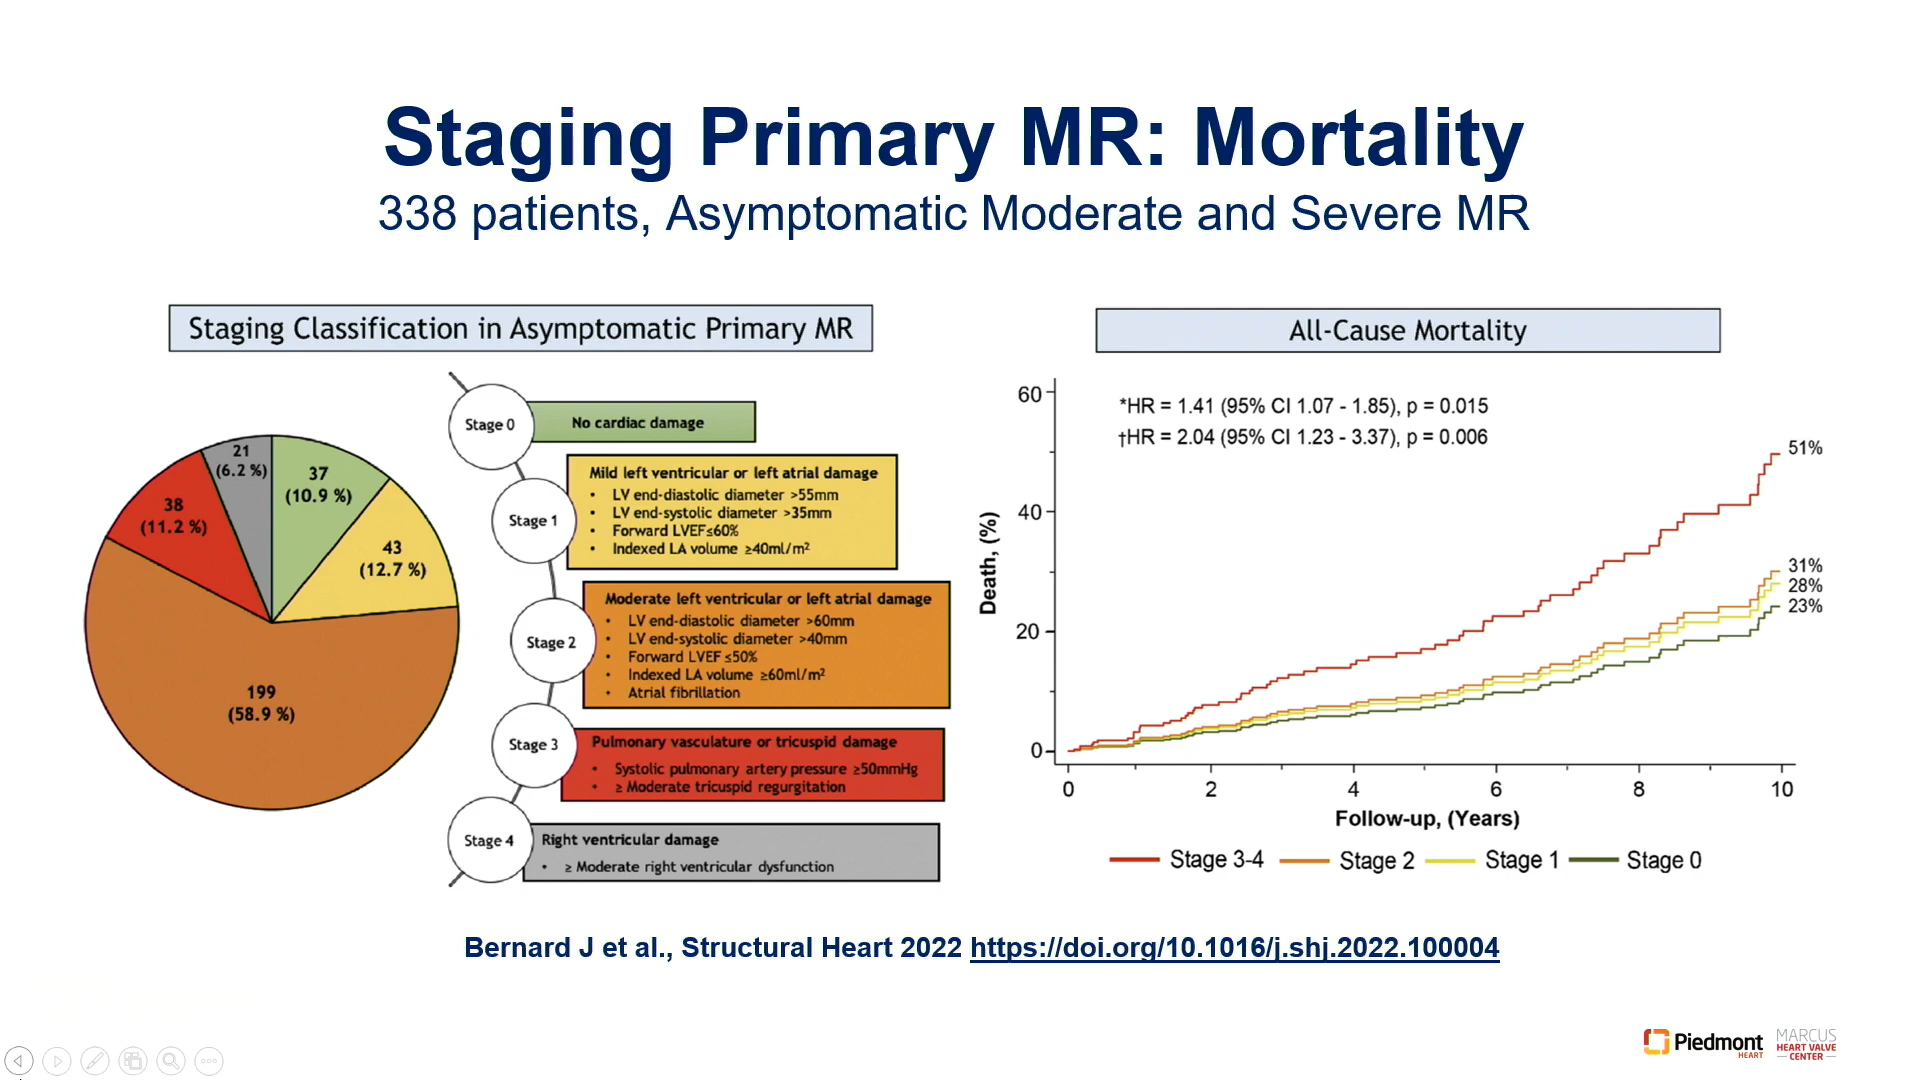 Staging Primary MR: Mortality
338 patients, Asymptomatic Moderate and Severe MR
Staging Classification in Asymptomatic Primary MR
21
(6.2 %)
37
(10.9 %)
38
(11.2 %)
43
(12.7 %)
199
(58.9 %)
Stage 0
No cardiac damage
Stage 1
Mild left ventricular or left atrial damage
• LV end-diastolic diameter >55mm
• LV end-systolic diameter >35mm
• Forward LVEF≤60%
• Indexed LA volume ≥40ml/m²
Stage 2
Moderate left ventricular or left atrial damage
• LV end-diastolic diameter >60mm
• LV end-systolic diameter >40mm
• Forward LVEF ≤50%
• Indexed LA volume ≥60ml/m²
• Atrial fibrillation
Stage 3
Pulmonary vasculature or tricuspid damage
• Systolic pulmonary artery pressure ≥50mmHg
• ≥ Moderate tricuspid regurgitation
Stage 4
Right ventricular damage
• ≥ Moderate right ventricular dysfunction
All-Cause Mortality
*HR = 1.41 (95% CI 1.07 - 1.85), p = 0.015
†HR = 2.04 (95% CI 1.23 - 3.37), p = 0.006
Death, (%)
60
40
20
0
51%
31%
28%
23%
0 2 4 6 8 10
Follow-up, (Years)
Stage 3-4 Stage 2 Stage 1 Stage 0
Bernard J et al., Structural Heart 2022 https://doi.org/10.1016/j.shj.2022.100004
Piedmont
HEART
MARCUS
HEART VALVE
CENTER